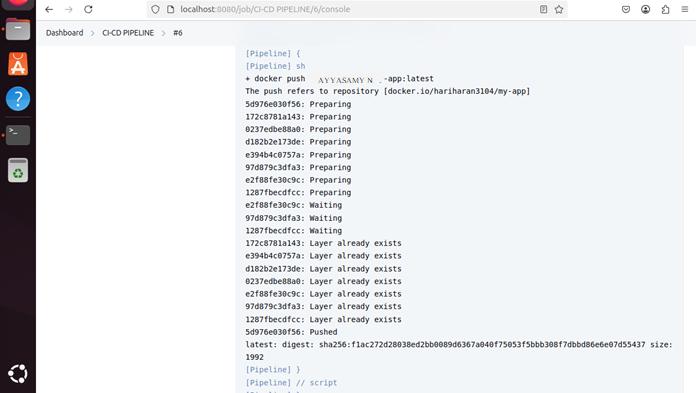 localhost:8080/job/CI-CD PIPELINE/6/console
Dashboard > CI-CD PIPELINE > #6
[Pipeline] {
[Pipeline] sh
+ docker push AYYASAMY N .-app:latest
The push refers to repository [docker.io/hariharan3104/my-app]
5d976e030f56: Preparing
172c8781a143: Preparing
0237edbe88a0: Preparing
d182b2e173de: Preparing
e394b4c0757a: Preparing
97d879c3dfa3: Preparing
e2f88fe30c9c: Preparing
1287fbecdfcc: Preparing
e2f88fe30c9c: Waiting
97d879c3dfa3: Waiting
1287fbecdfcc: Waiting
172c8781a143: Layer already exists
e394b4c0757a: Layer already exists
d182b2e173de: Layer already exists
0237edbe88a0: Layer already exists
e2f88fe30c9c: Layer already exists
97d879c3dfa3: Layer already exists
1287fbecdfcc: Layer already exists
5d976e030f56: Pushed
latest: digest: sha256:f1ac272d28038ed2bb0089d6367a040f75053f5bbb308f7dbbd86e6e07d55437 size:
1992
[Pipeline] }
[Pipeline] // script